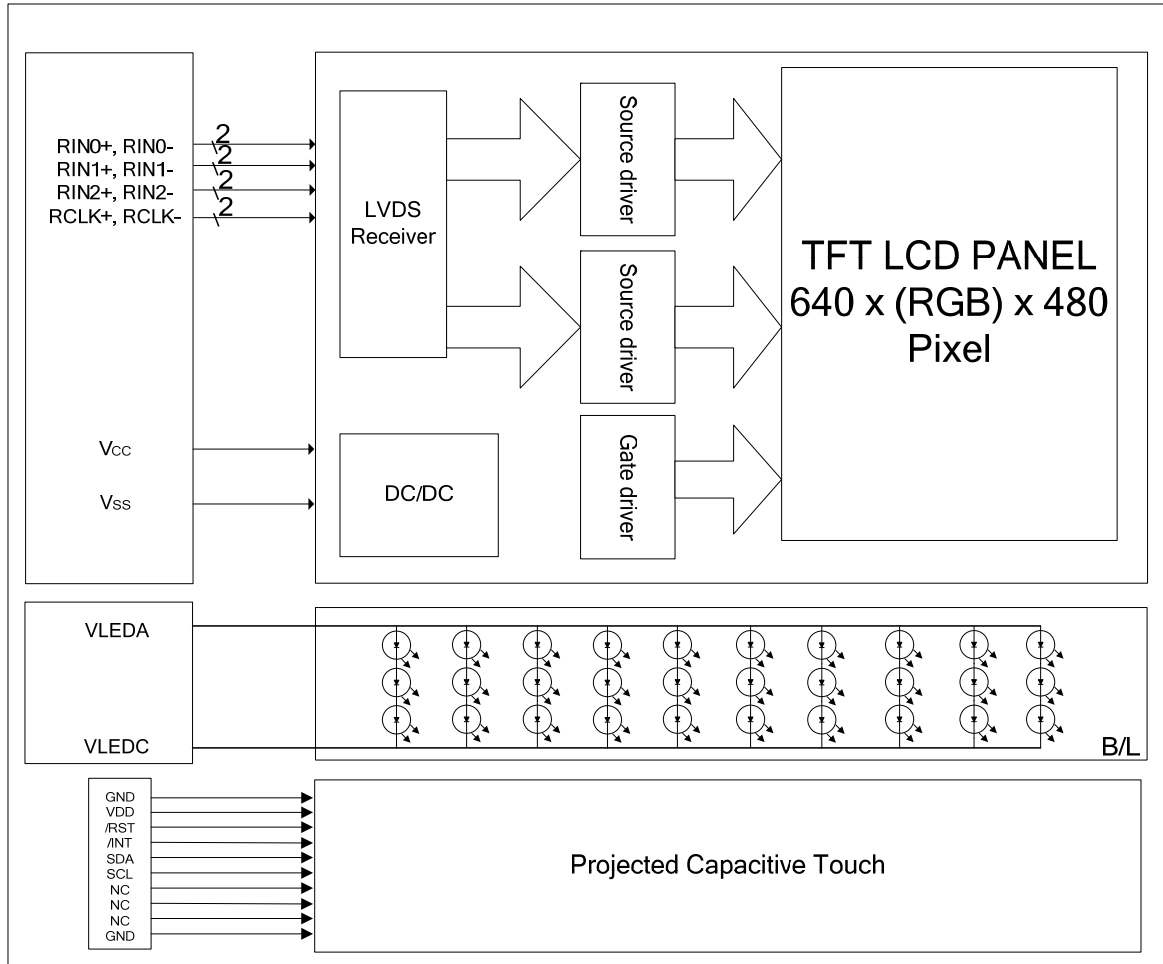 RIN0+, RIN0-
2
RIN1+, RIN1-
2
RIN2+, RIN2-
2
RCLK+, RCLK-
2
VCC
VSS
LVDS
Receiver
DC/DC
Source driver
Source driver
Gate driver
TFT LCD PANEL
640 x (RGB) x 480
Pixel
VLEDA
VLEDC
B/L
GND
VDD
/RST
/INT
SDA
SCL
NC
NC
NC
GND
Projected Capacitive Touch